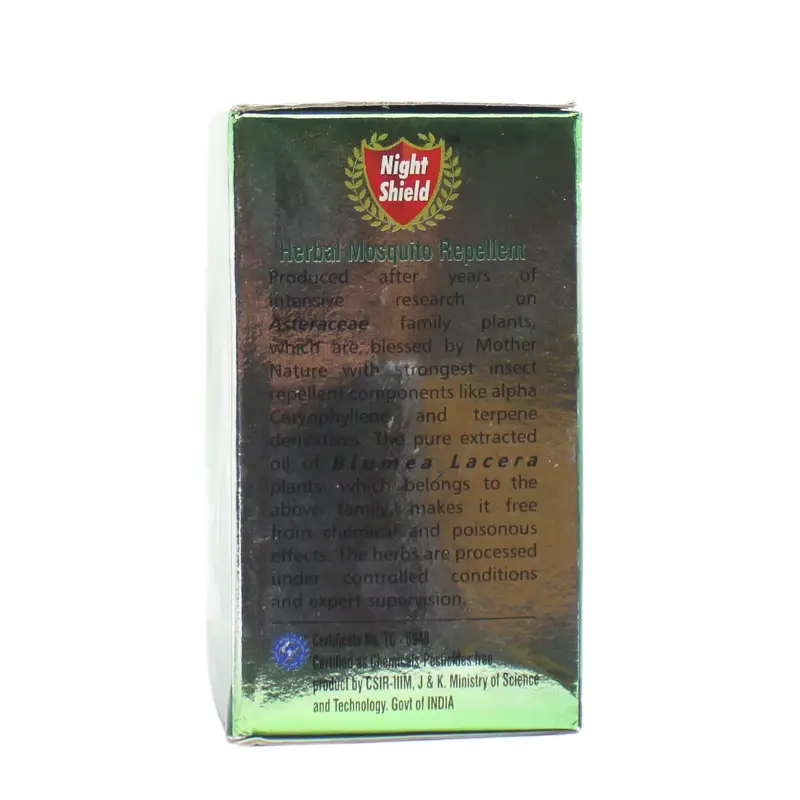 Night
Shield
Herbal Mosquito Repellent
Produced after years of
intensive research on
Asteraceae family plants,
which are blessed by Mother
Nature with strongest insect
repellent components like alpha
Caryophyllene and terpene
derivatives. The pure extracted
oil of Blumea Lacera
plants, which belongs to the
above family, makes it free
from chemical and poisonous
effects. The herbs are processed
under controlled conditions
and expert supervision.
Certificate No. TC -
Certified as Chemicals Pesticides free
product by CSIR-IIIM, J & K. Ministry of Science
and Technology. Govt of INDIA